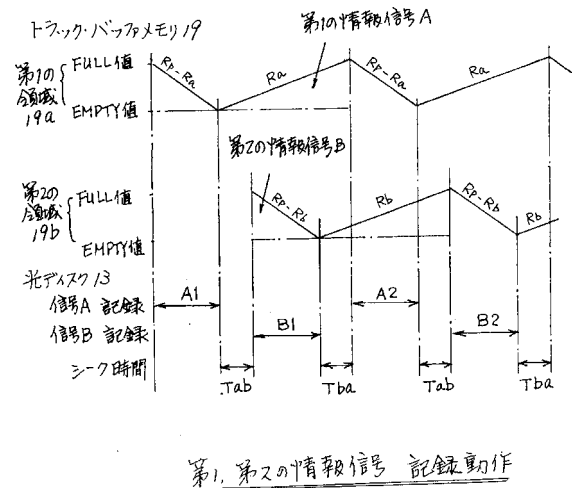 トラック・バッファメモリ19
第1の領域19a
FULL値
EMPTY値
Rp-Ra
Ra
第1の情報信号A
Rp-Ra
Ra
第2の領域19b
FULL値
EMPTY値
第2の情報信号B
Rp-Rb
Rb
Rp-Rb
Rb
光ディスク13
信号A 記録
A1
A2
信号B 記録
B1
B2
シーク時間
Tab
Tba
Tab
Tba
第1、第2の情報信号 記録動作